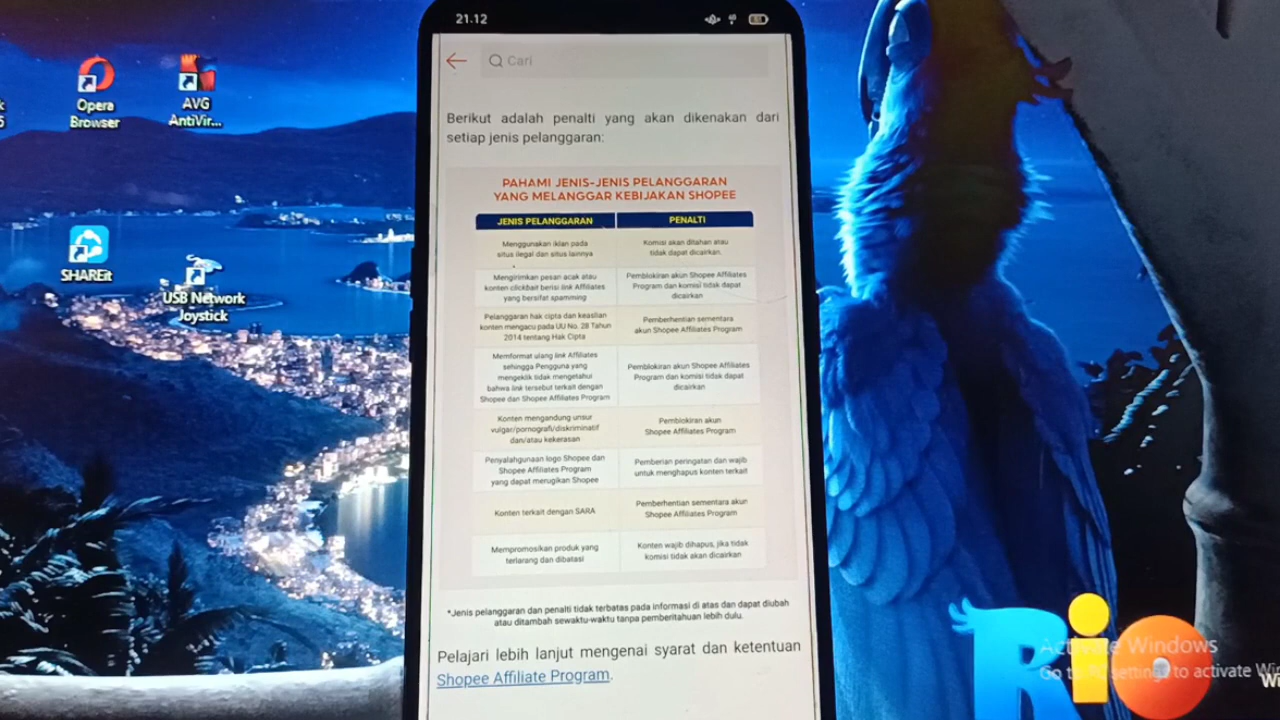 21.12
Cari
Berikut adalah penalti yang akan dikenakan dari
setiap jenis pelanggaran:
PAHAMI JENIS-JENIS PELANGGARAN
YANG MELANGGAR KEBIJAKAN SHOPEE
JENIS PELANGGARAN
PENALTI
Menggunakan iklan pada
situs ilegal dan situs lainnya
Komisi akan ditahan atau
tidak dapat dicairkan.
Mengirimkan pesan acak atau
konten clickbait berisi link Affiliates
yang bersifat spamming
Pemblokiran akun Shopee Affiliates
Program dan komisi tidak dapat
dicairkan
Pelanggaran hak cipta dan keaslian
konten mengacu pada UU No. 28 Tahun
2014 tentang Hak Cipta
Pemberhentian sementara
akun Shopee Affiliates Program
Memformat ulang link Affiliates
sehingga Pengguna yang
mengeklik tidak mengetahui
bahwa link tersebut terkait dengan
Shopee dan Shopee Affiliates Program
Pemblokiran akun Shopee Affiliates
Program dan komisi tidak dapat
dicairkan
Konten mengandung unsur
vulgar/pornografi/diskriminatif
dan/atau kekerasan
Pemblokiran akun
Shopee Affiliates Program
Penyalahgunaan logo Shopee dan
Shopee Affiliates Program
yang dapat merugikan Shopee
Pemberian peringatan dan wajib
untuk menghapus konten terkait
Konten terkait dengan SARA
Pemberhentian sementara akun
Shopee Affiliates Program
Mempromosikan produk yang
terlarang dan dibatasi
Konten wajib dihapus, jika tidak
komisi tidak akan dicairkan
*Jenis pelanggaran dan penalti tidak terbatas pada informasi di atas dan dapat diubah
atau ditambah sewaktu-waktu tanpa pemberitahuan lebih dulu.
Pelajari lebih lanjut mengenai syarat dan ketentuan
Shopee Affiliate Program.
Opera
Browser
AVG
AntiVir...
SHAREit
USB Network
Joystick
Rio
Activate Windows
Go to PC settings to activate